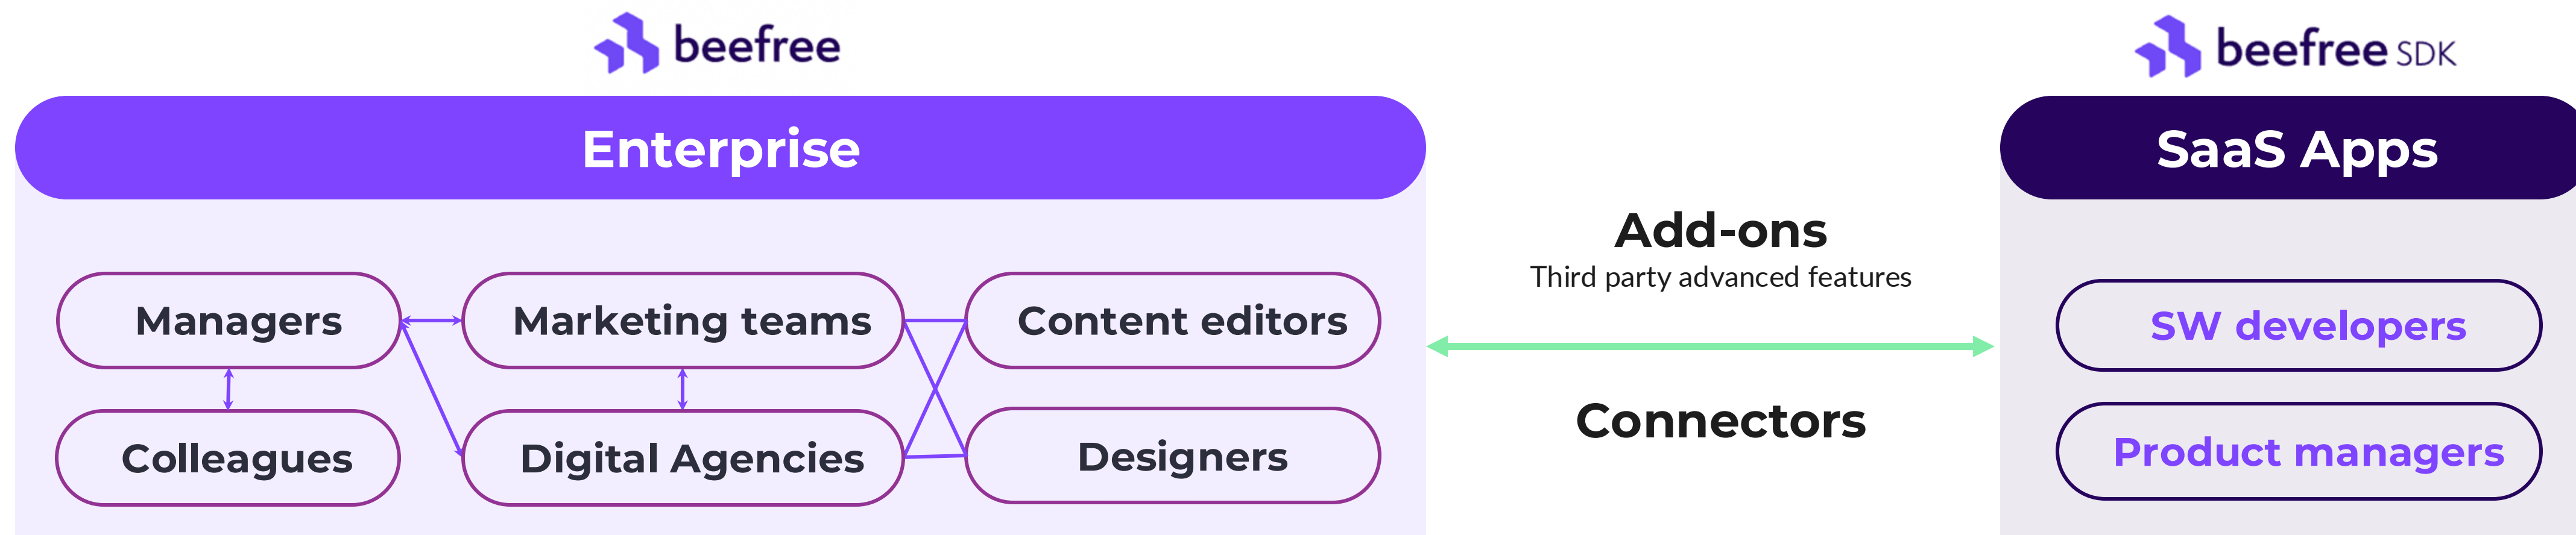 beefree
beefree SDK
Enterprise
SaaS Apps
Add-ons
Third party advanced features
Managers
Marketing teams
Content editors
SW developers
Connectors
Colleagues
Digital Agencies
Designers
Product managers